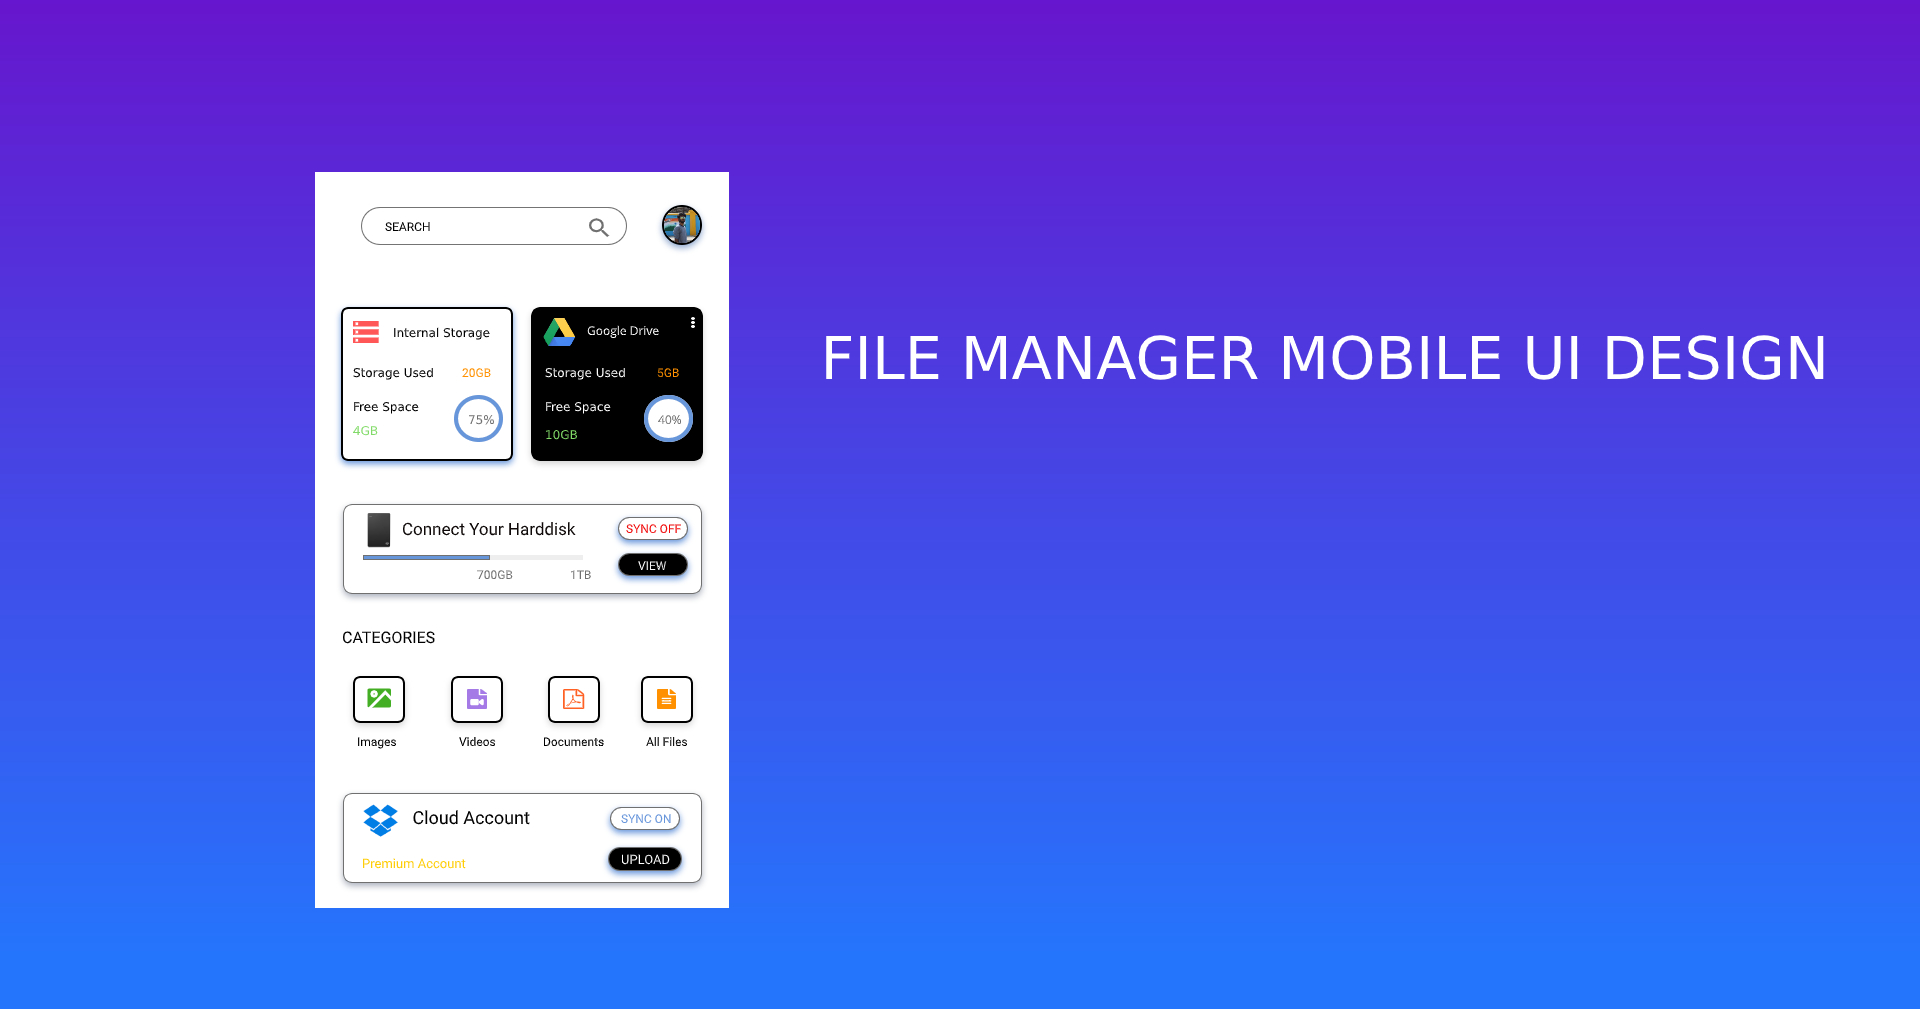 SEARCH
FILE MANAGER MOBILE UI DESIGN
Internal Storage
Storage Used 20GB
Free Space
4GB
75%
Google Drive
Storage Used 5GB
Free Space
10GB
40%
Connect Your Harddisk
SYNC OFF
700GB 1TB
VIEW
CATEGORIES
Images Videos Documents All Files
Cloud Account
SYNC ON
Premium Account
UPLOAD